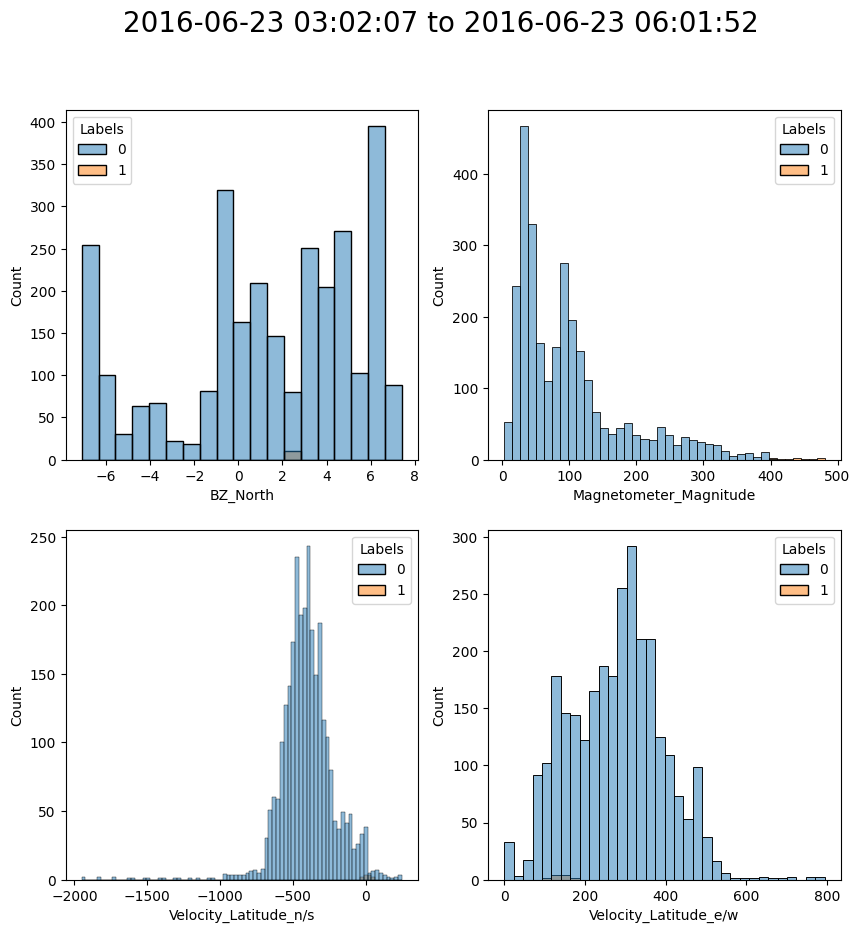 2016-06-23 03:02:07 to 2016-06-23 06:01:52
Labels
0
1
400
350
300
250
200
150
100
50
0
Count
−6 −4 −2 0 2 4 6 8
BZ_North
Labels
0
1
400
300
200
100
0
Count
0 100 200 300 400 500
Magnetometer_Magnitude
Labels
0
1
250
200
150
100
50
0
Count
−2000 −1500 −1000 −500 0
Velocity_Latitude_n/s
Labels
0
1
300
250
200
150
100
50
0
Count
0 200 400 600 800
Velocity_Latitude_e/w